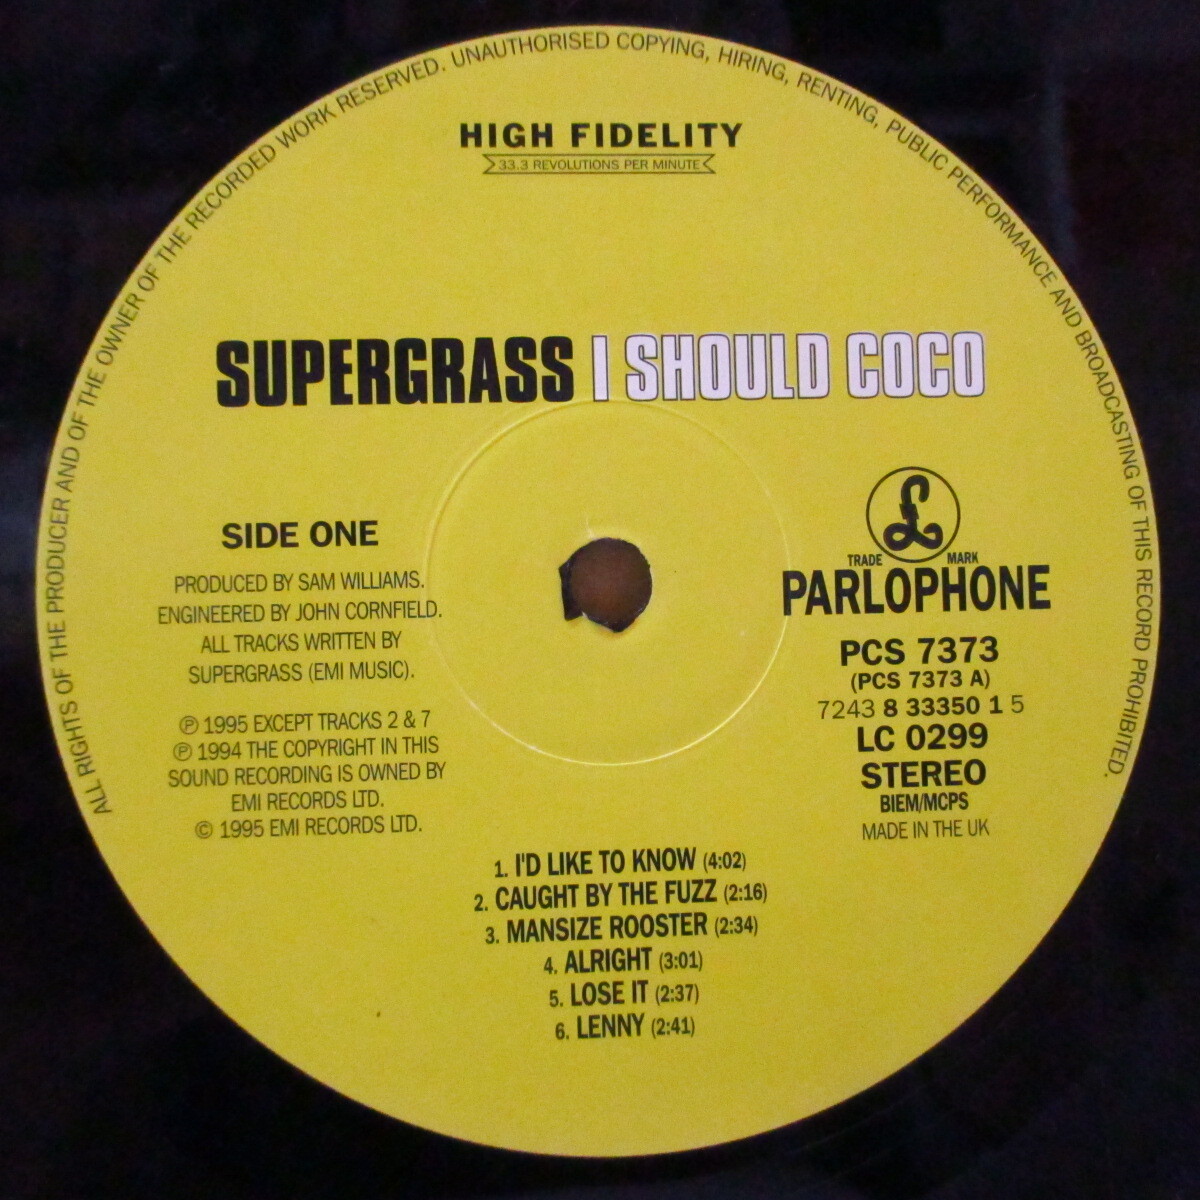 ALL RIGHTS OF THE PRODUCER AND OF THE OWNER OF THE RECORDED WORK RESERVED. UNAUTHORISED COPYING, HIRING, RENTING, PUBLIC PERFORMANCE AND BROADCASTING OF THIS RECORD PROHIBITED.
HIGH FIDELITY
33.3 REVOLUTIONS PER MINUTE
SUPERGRASS I SHOULD COCO
SIDE ONE
PRODUCED BY SAM WILLIAMS.
ENGINEERED BY JOHN CORNFIELD.
ALL TRACKS WRITTEN BY
SUPERGRASS (EMI MUSIC).
℗ 1995 EXCEPT TRACKS 2 & 7
℗ 1994 THE COPYRIGHT IN THIS
SOUND RECORDING IS OWNED BY
EMI RECORDS LTD.
© 1995 EMI RECORDS LTD.
£
TRADE MARK
PARLOPHONE
PCS 7373
(PCS 7373 A)
7243 8 33350 1 5
LC 0299
STEREO
BIEM/MCPS
MADE IN THE UK
1. I'D LIKE TO KNOW (4:02)
2. CAUGHT BY THE FUZZ (2:16)
3. MANSIZE ROOSTER (2:34)
4. ALRIGHT (3:01)
5. LOSE IT (2:37)
6. LENNY (2:41)